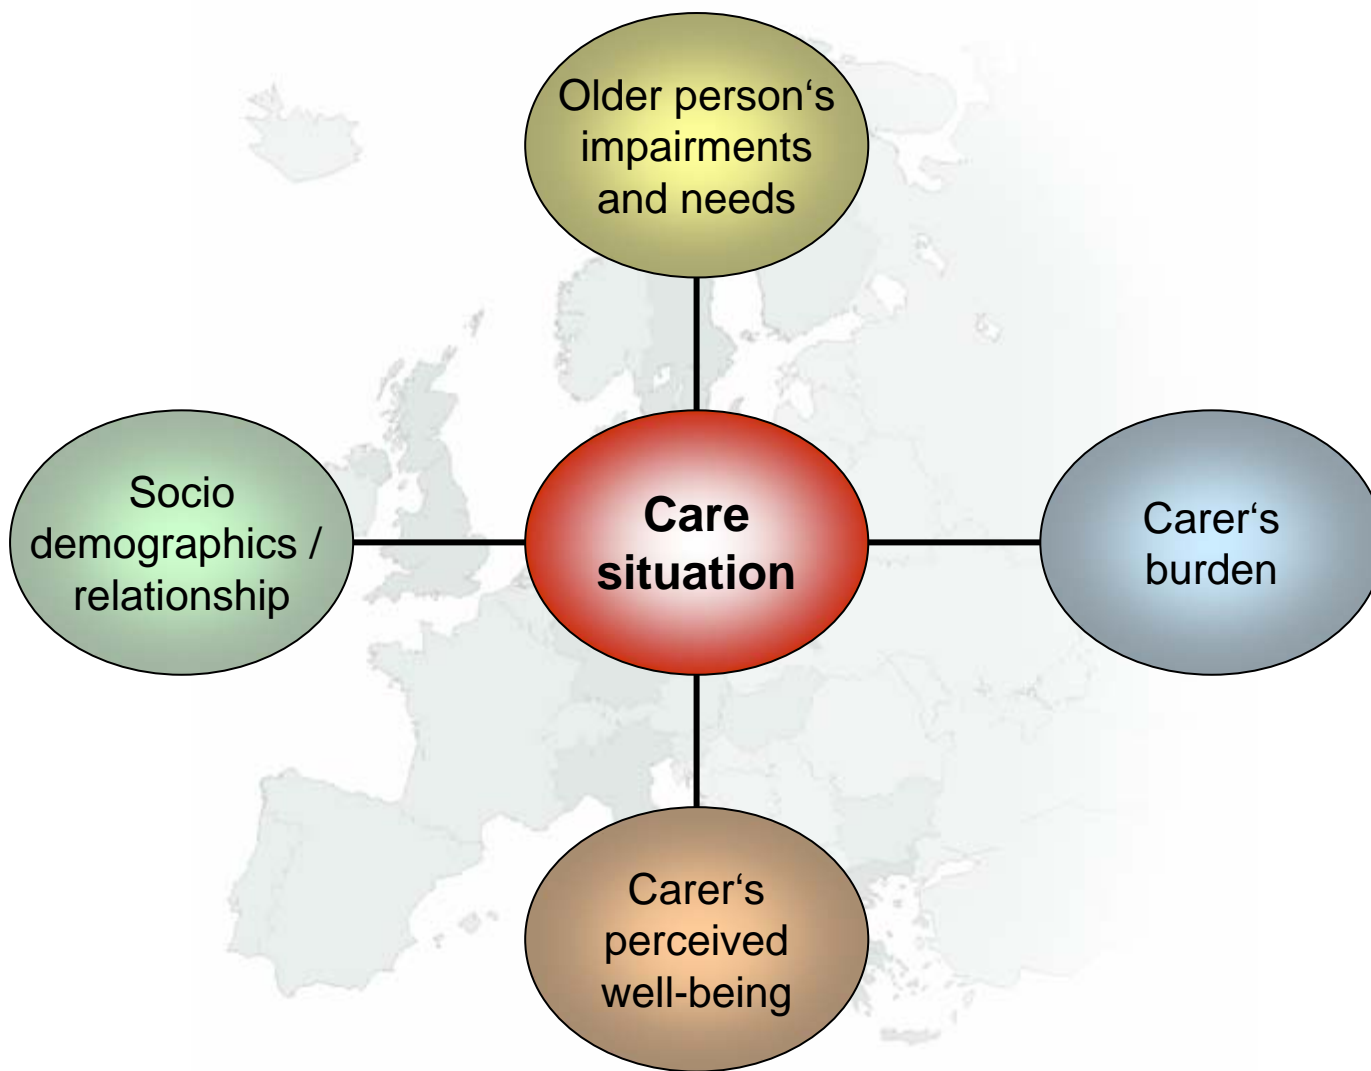 Older person‘s
impairments
and needs
Socio
demographics /
relationship
Care
situation
Carer‘s
burden
Carer‘s
perceived
well-being